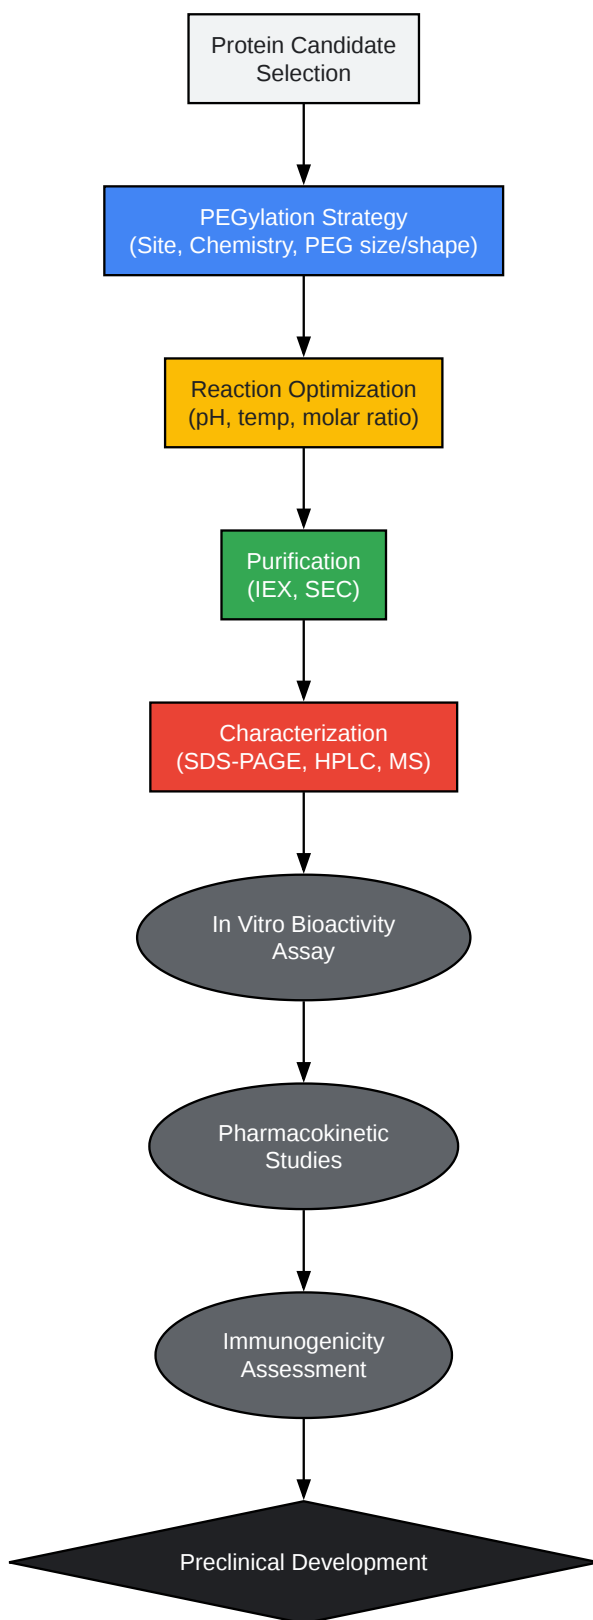 Protein Candidate
Selection
PEGylation Strategy
(Site, Chemistry, PEG size/shape)
Reaction Optimization
(pH, temp, molar ratio)
Purification
(IEX, SEC)
Characterization
(SDS-PAGE, HPLC, MS)
In Vitro Bioactivity
Assay
Pharmacokinetic
Studies
Immunogenicity
Assessment
Preclinical Development